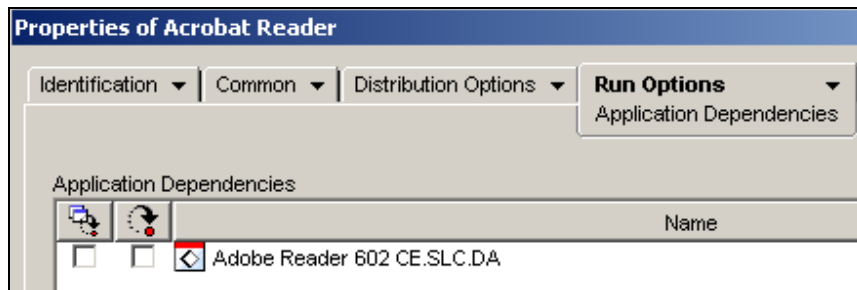 Properties of Acrobat Reader
Identification Common Distribution Options Run Options
Application Dependencies
Application Dependencies
Name
Adobe Reader 602 CE.SLC.DA